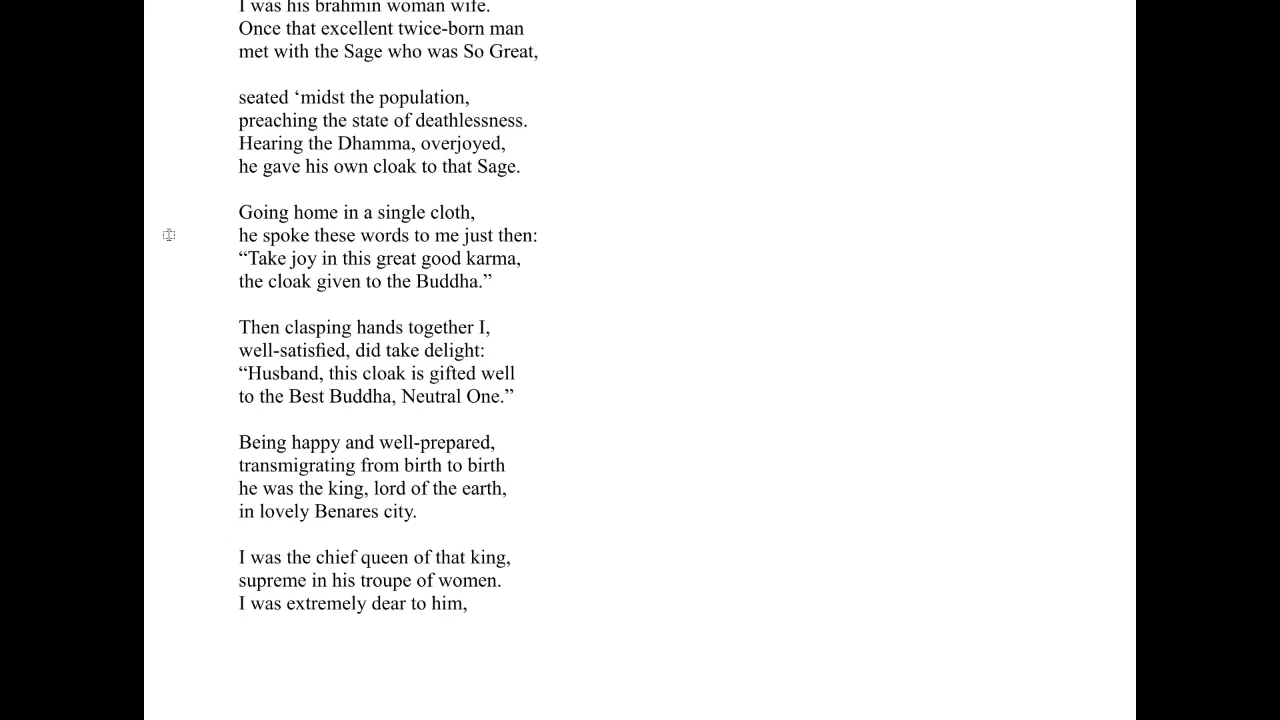 I was his brahmin woman wife.
Once that excellent twice-born man
met with the Sage who was So Great,
seated ‘midst the population,
preaching the state of deathlessness.
Hearing the Dhamma, overjoyed,
he gave his own cloak to that Sage.
Going home in a single cloth,
he spoke these words to me just then:
“Take joy in this great good karma,
the cloak given to the Buddha.”
Then clasping hands together I,
well-satisfied, did take delight:
“Husband, this cloak is gifted well
to the Best Buddha, Neutral One.”
Being happy and well-prepared,
transmigrating from birth to birth
he was the king, lord of the earth,
in lovely Benares city.
I was the chief queen of that king,
supreme in his troupe of women.
I was extremely dear to him,